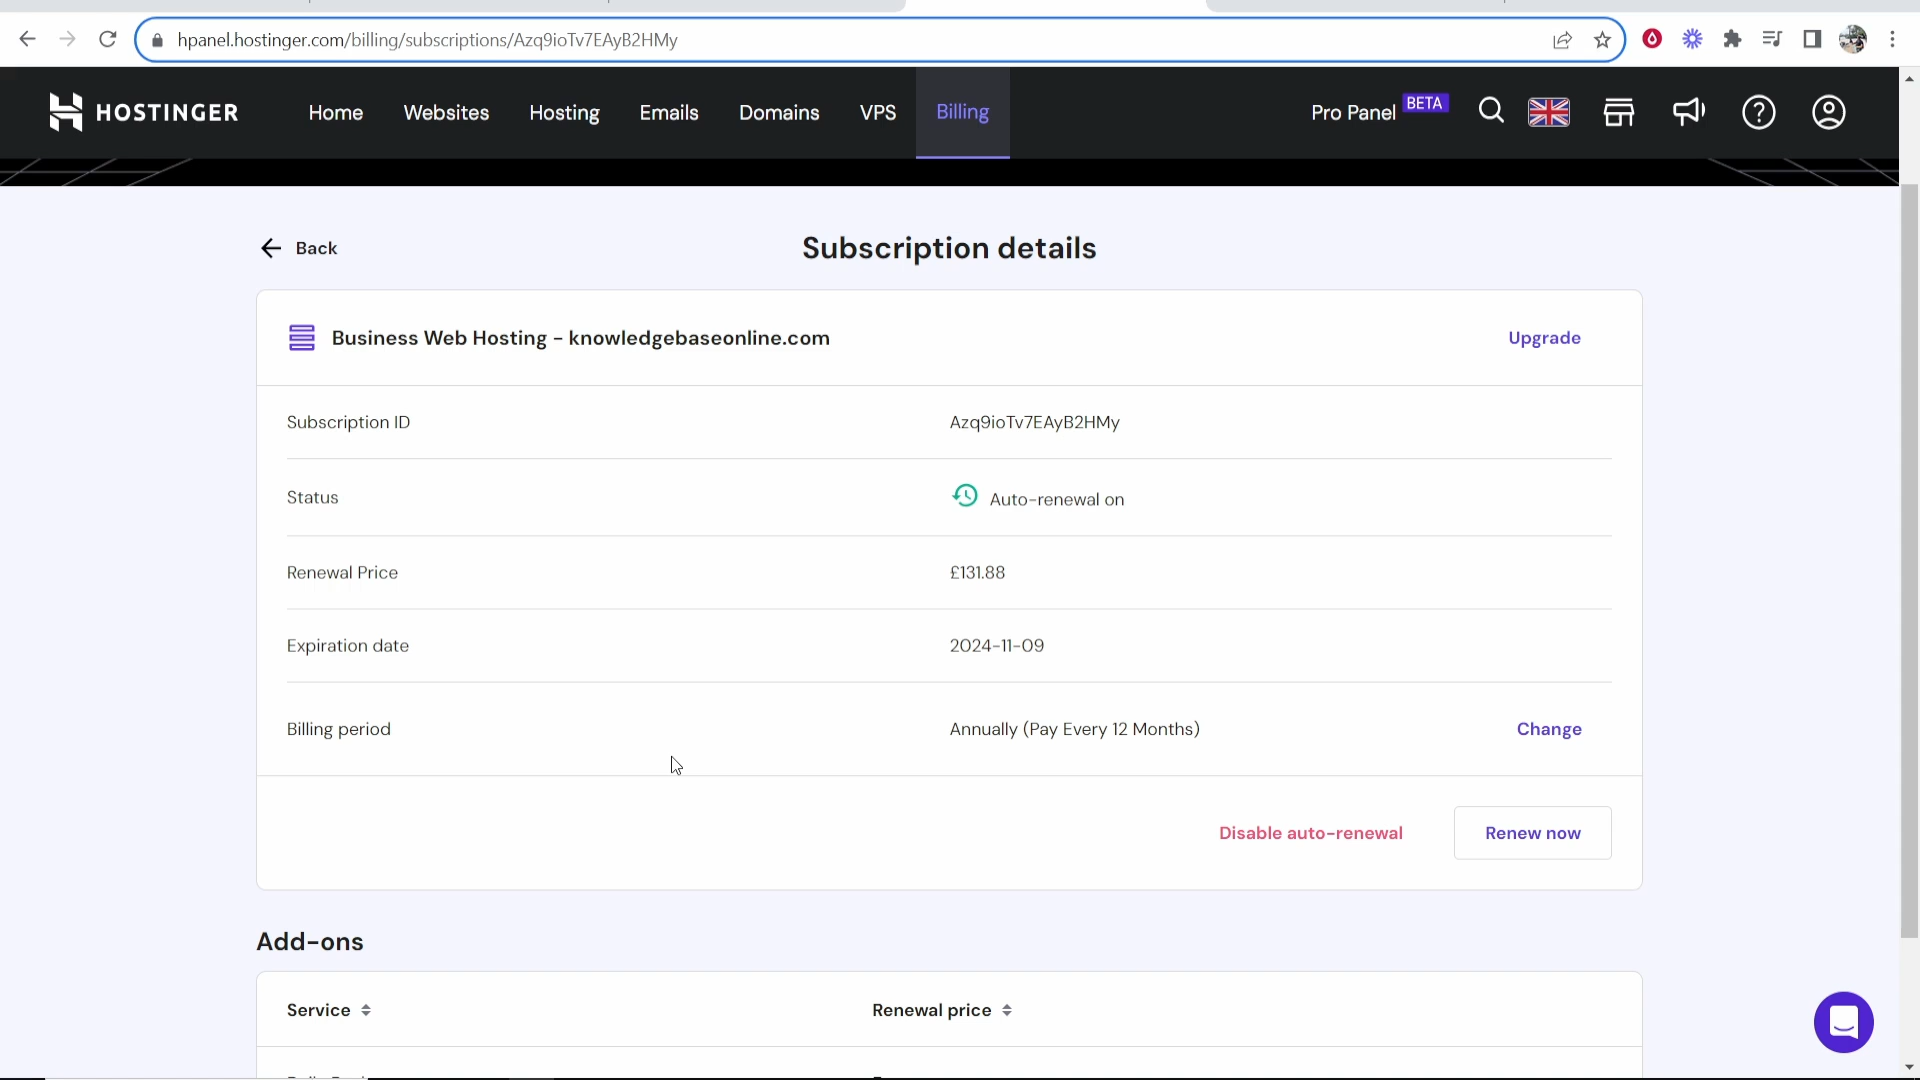 hpanel.hostinger.com/billing/subscriptions/Azq9ioTv7EAyB2HMy
HOSTINGER Home Websites Hosting Emails Domains VPS Billing Pro Panel BETA
Back Subscription details
Business Web Hosting - knowledgebaseonline.com Upgrade
Subscription ID Azq9ioTv7EAyB2HMy
Status Auto-renewal on
Renewal Price £131.88
Expiration date 2024-11-09
Billing period Annually (Pay Every 12 Months) Change
Disable auto-renewal Renew now
Add-ons
Service Renewal price